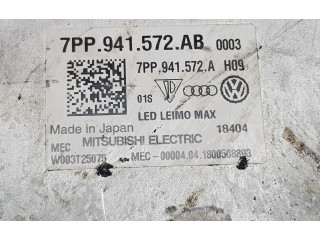 7PP.941.572.AB 0003
7PP.941.572.A H09
01S
LED LEIMO MAX
Made in Japan 18404
MEC MITSUBISHI ELECTRIC
W003T25075 MEC-00004.04.1800508893